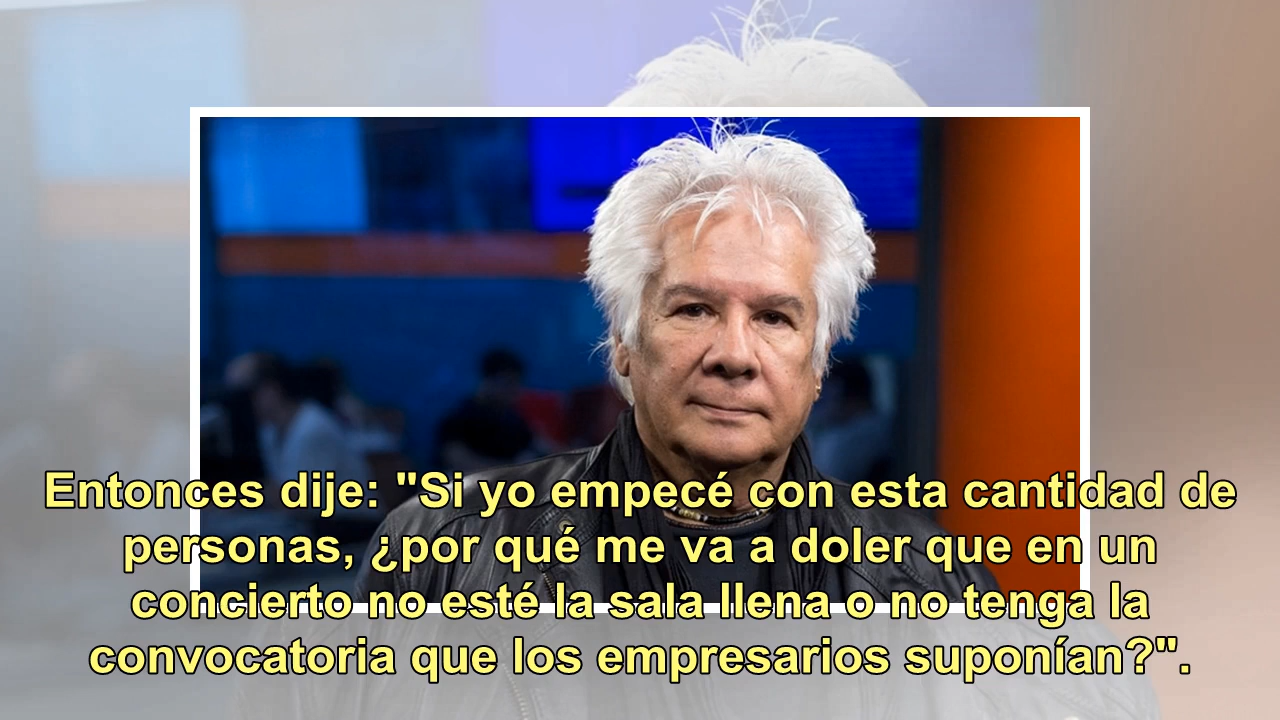 Entonces dije: "Si yo empecé con esta cantidad de
personas, ¿por qué me va a doler que en un
concierto no esté la sala llena o no tenga la
convocatoria que los empresarios suponían?".